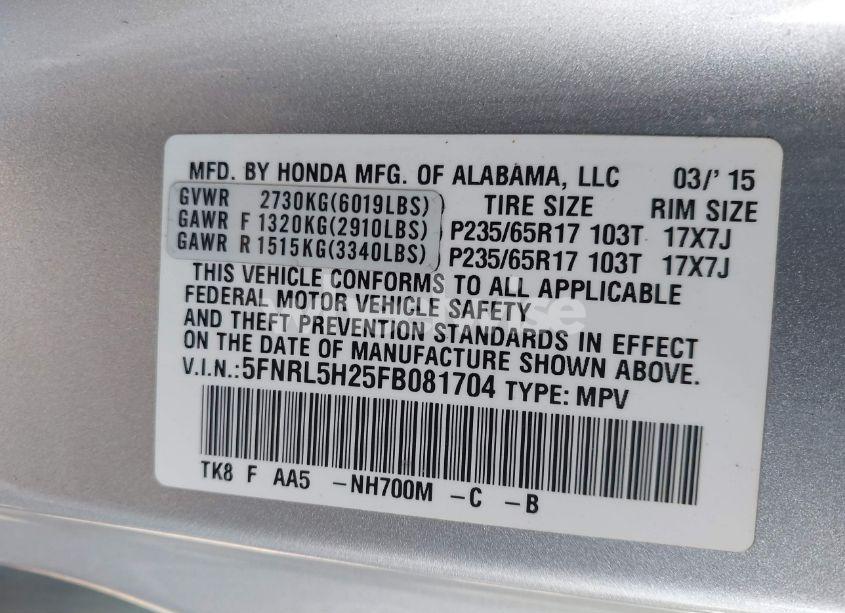 MFD. BY HONDA MFG. OF ALABAMA, LLC 03/'15
GVWR 2730KG(6019LBS) TIRE SIZE RIM SIZE
GAWR F 1320KG(2910LBS) P235/65R17 103T 17X7J
GAWR R 1515KG(3340LBS) P235/65R17 103T 17X7J
THIS VEHICLE CONFORMS TO ALL APPLICABLE
FEDERAL MOTOR VEHICLE SAFETY
AND THEFT PREVENTION STANDARDS IN EFFECT
ON THE DATE OF MANUFACTURE SHOWN ABOVE.
V.I.N.:5FNRL5H25FB081704 TYPE: MPV
TK8 F AA5 -NH700M -C -B